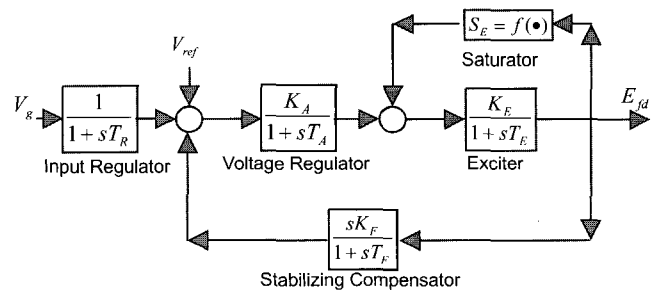 S_E = f(•)
Saturator
V_ref
V_g
1
1 + sT_R
Input Regulator
K_A
1 + sT_A
Voltage Regulator
K_E
1 + sT_E
Exciter
E_fd
sK_F
1 + sT_F
Stabilizing Compensator